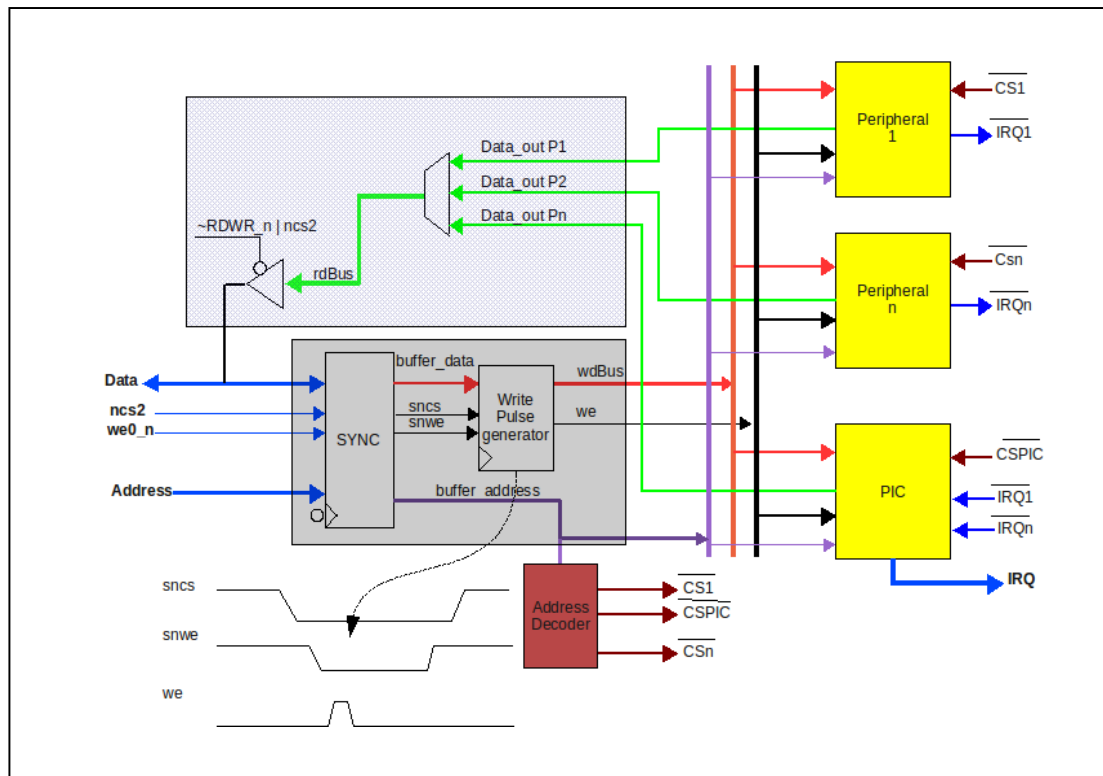 CS1
Peripheral
1
IRQ1
Data_out P1
Data_out P2
Data_out Pn
~RDWR_n | ncs2
rdBus
Csn
Peripheral
n
IRQn
Data
ncs2
we0_n
Address
SYNC
buffer_data
sncs
snwe
Write
Pulse
generator
wdBus
we
buffer_address
CSPIC
PIC
IRQ1
IRQn
IRQ
Address
Decoder
CS1
CSPIC
CSn
sncs
snwe
we